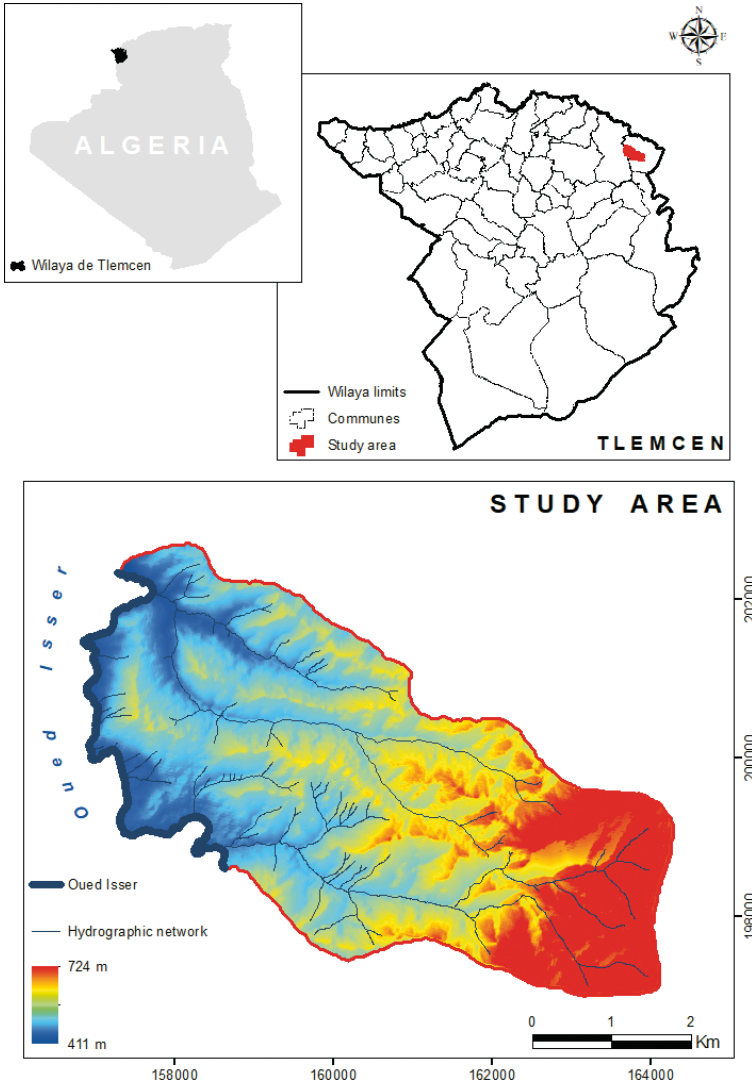 ALGERIA
Wilaya de Tlemcen
N
W E
S
Wilaya limits
Communes
Study area
TLEMCEN
STUDY AREA
Oued Isser
Oued Isser
Hydrographic network
724 m
411 m
0 1 2
Km
202000
200000
198000
158000 160000 162000 164000